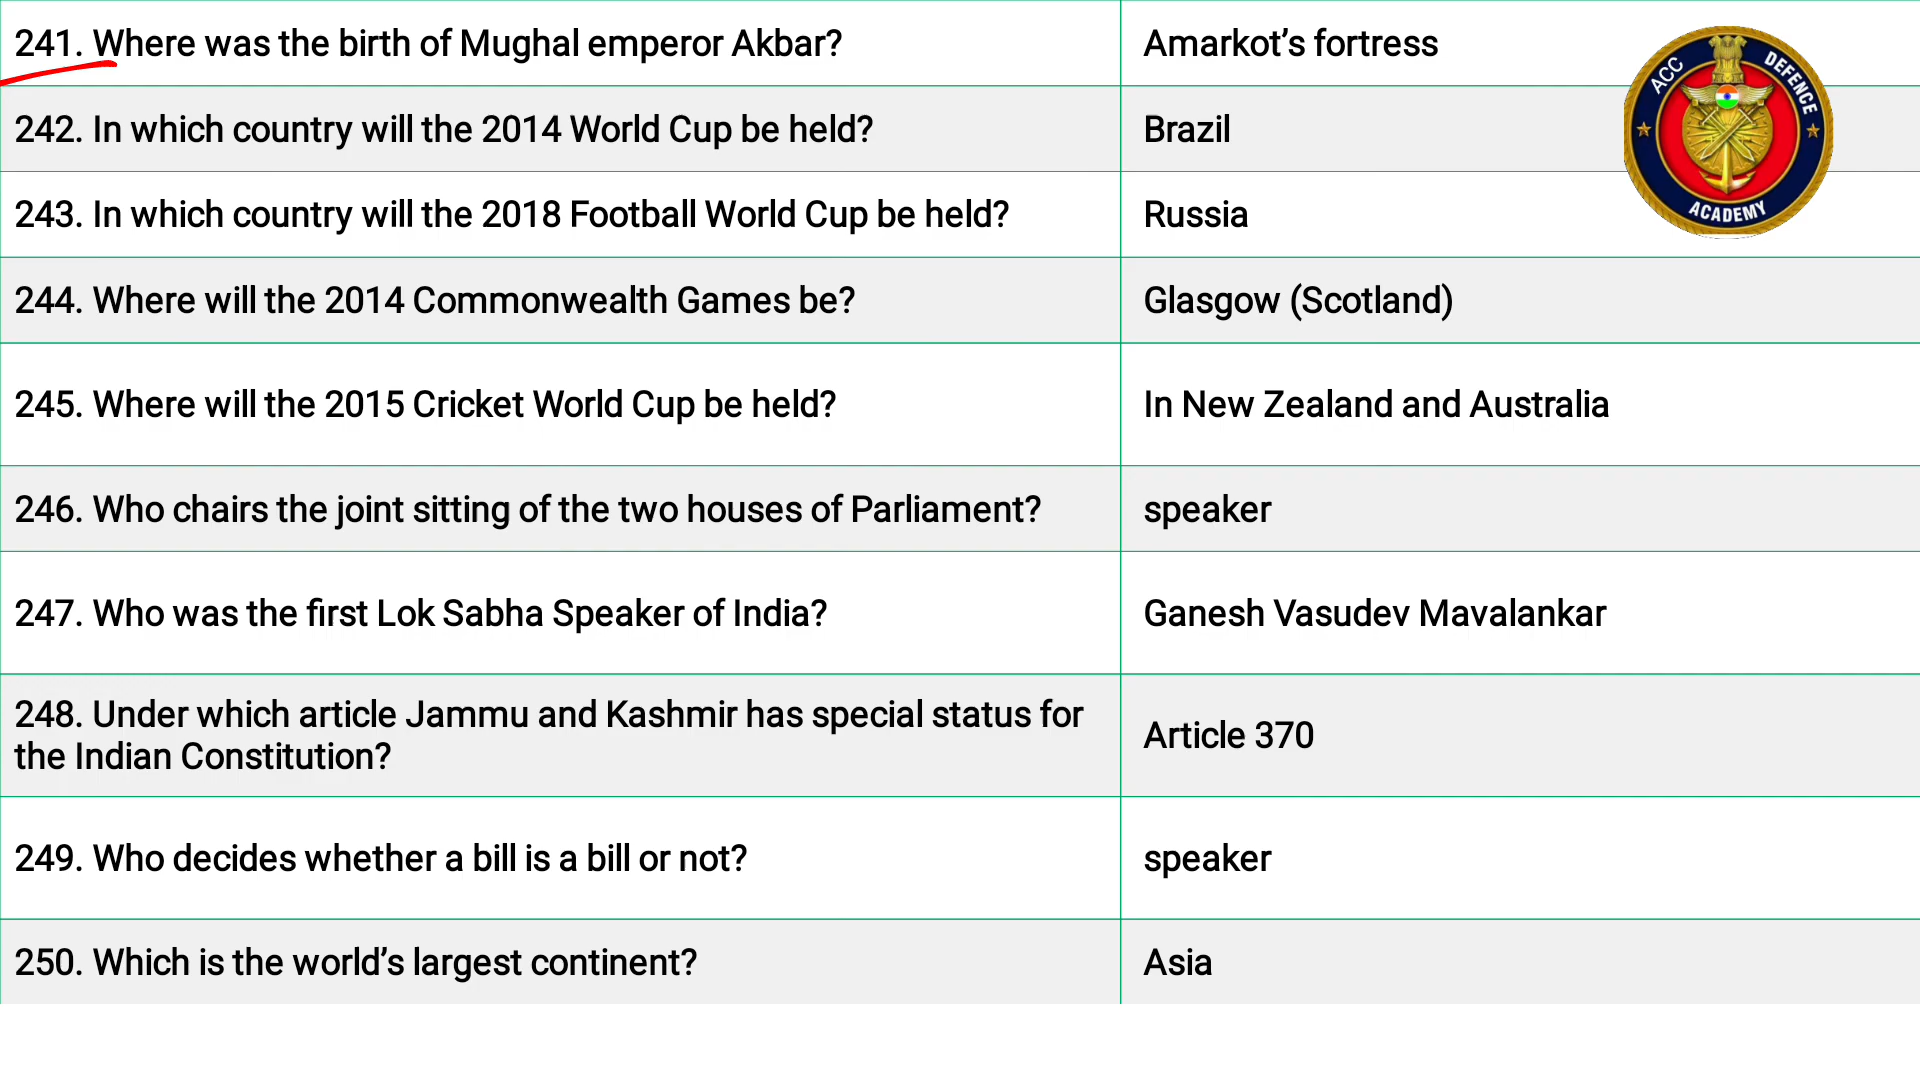 241. Where was the birth of Mughal emperor Akbar? Amarkot’s fortress
242. In which country will the 2014 World Cup be held? Brazil
243. In which country will the 2018 Football World Cup be held? Russia
244. Where will the 2014 Commonwealth Games be? Glasgow (Scotland)
245. Where will the 2015 Cricket World Cup be held? In New Zealand and Australia
246. Who chairs the joint sitting of the two houses of Parliament? speaker
247. Who was the first Lok Sabha Speaker of India? Ganesh Vasudev Mavalankar
248. Under which article Jammu and Kashmir has special status for
the Indian Constitution? Article 370
249. Who decides whether a bill is a bill or not? speaker
250. Which is the world’s largest continent? Asia
ACC DEFENCE
ACADEMY